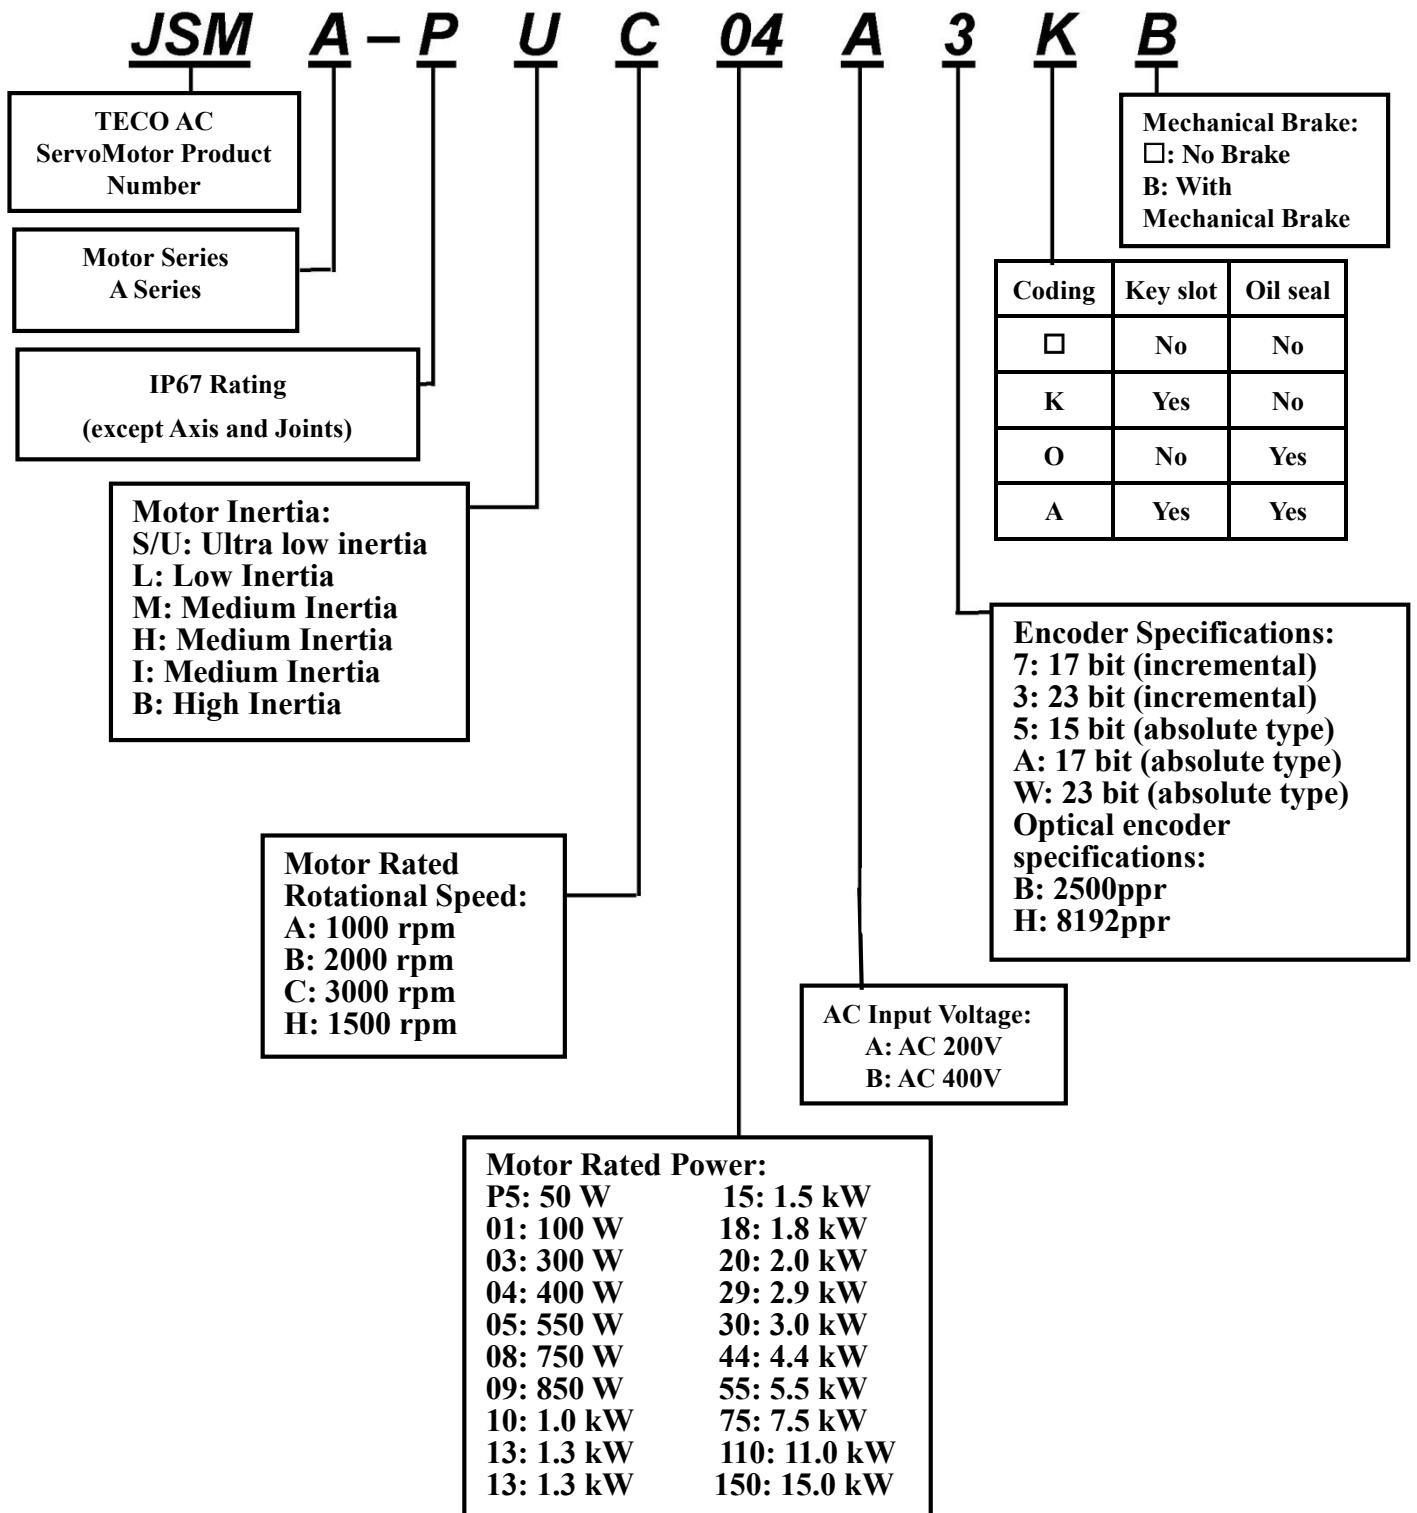 JSM A – P U C 04 A 3 K B
TECO AC
ServoMotor Product
Number
Motor Series
A Series
IP67 Rating
(except Axis and Joints)
Motor Inertia:
S/U: Ultra low inertia
L: Low Inertia
M: Medium Inertia
H: Medium Inertia
I: Medium Inertia
B: High Inertia
Motor Rated
Rotational Speed:
A: 1000 rpm
B: 2000 rpm
C: 3000 rpm
H: 1500 rpm
Motor Rated Power:
P5: 50 W 15: 1.5 kW
01: 100 W 18: 1.8 kW
03: 300 W 20: 2.0 kW
04: 400 W 29: 2.9 kW
05: 550 W 30: 3.0 kW
08: 750 W 44: 4.4 kW
09: 850 W 55: 5.5 kW
10: 1.0 kW 75: 7.5 kW
13: 1.3 kW 110: 11.0 kW
13: 1.3 kW 150: 15.0 kW
AC Input Voltage:
A: AC 200V
B: AC 400V
Encoder Specifications:
7: 17 bit (incremental)
3: 23 bit (incremental)
5: 15 bit (absolute type)
A: 17 bit (absolute type)
W: 23 bit (absolute type)
Optical encoder
specifications:
B: 2500ppr
H: 8192ppr
Coding Key slot Oil seal
□ No No
K Yes No
O No Yes
A Yes Yes
Mechanical Brake:
□: No Brake
B: With
Mechanical Brake